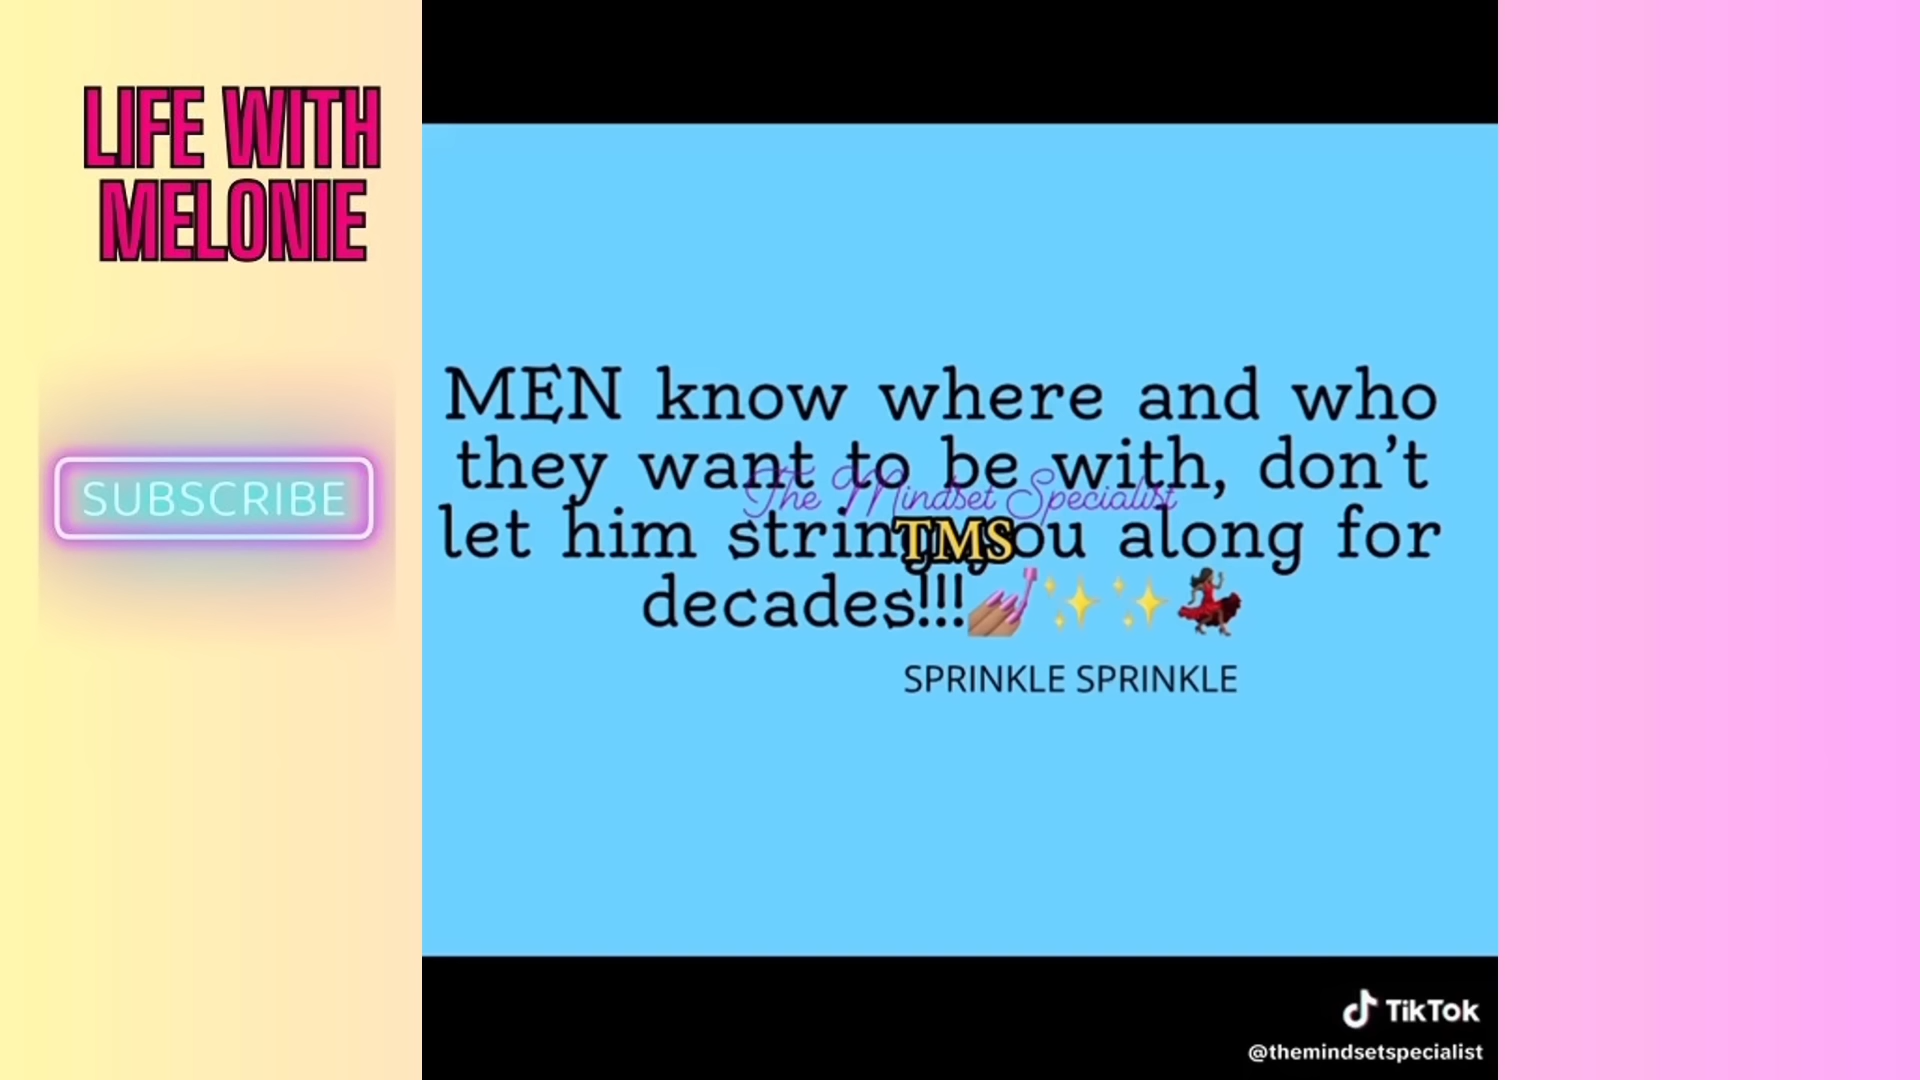 LIFE WITH
MELONIE
SUBSCRIBE
MEN know where and who
they want to be with, don’t
The Mindset Specialist
let him string you along for
TMS
decades!!!💅🏽✨✨💃🏾
SPRINKLE SPRINKLE
TikTok
@themindsetspecialist